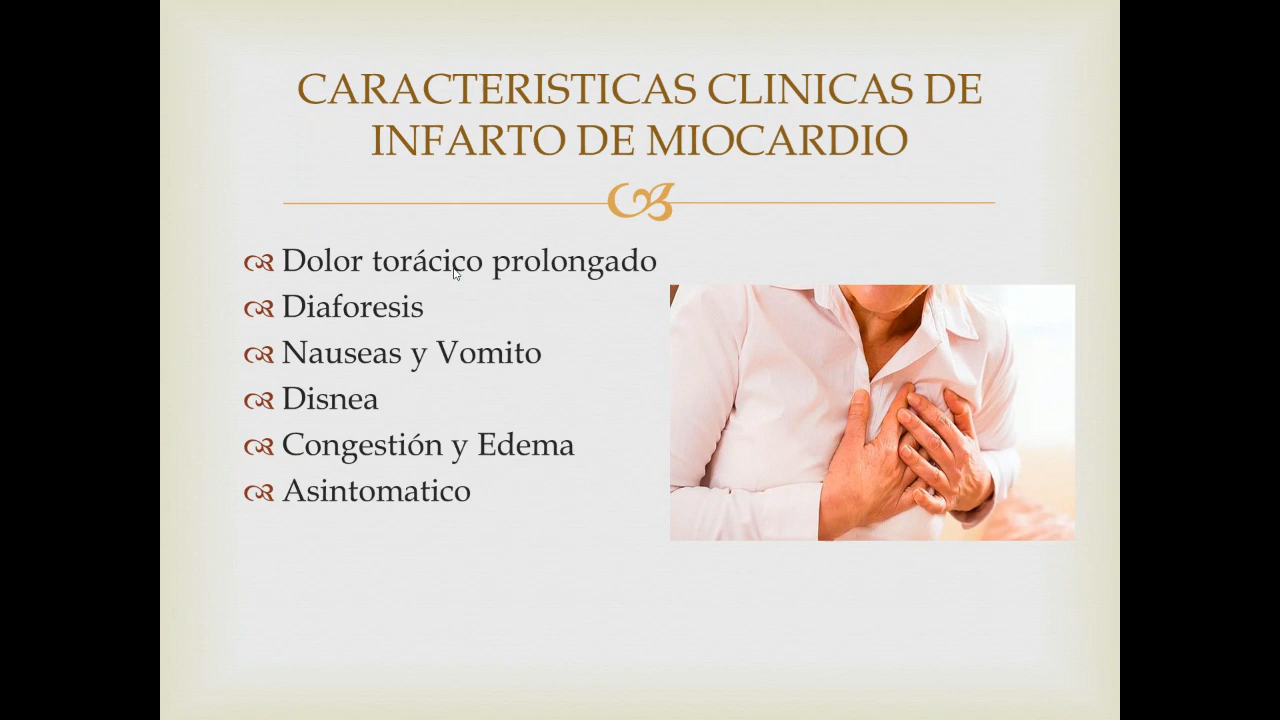 CARACTERISTICAS CLINICAS DE
INFARTO DE MIOCARDIO
Dolor torácico prolongado
Diaforesis
Nauseas y Vomito
Disnea
Congestión y Edema
Asintomatico